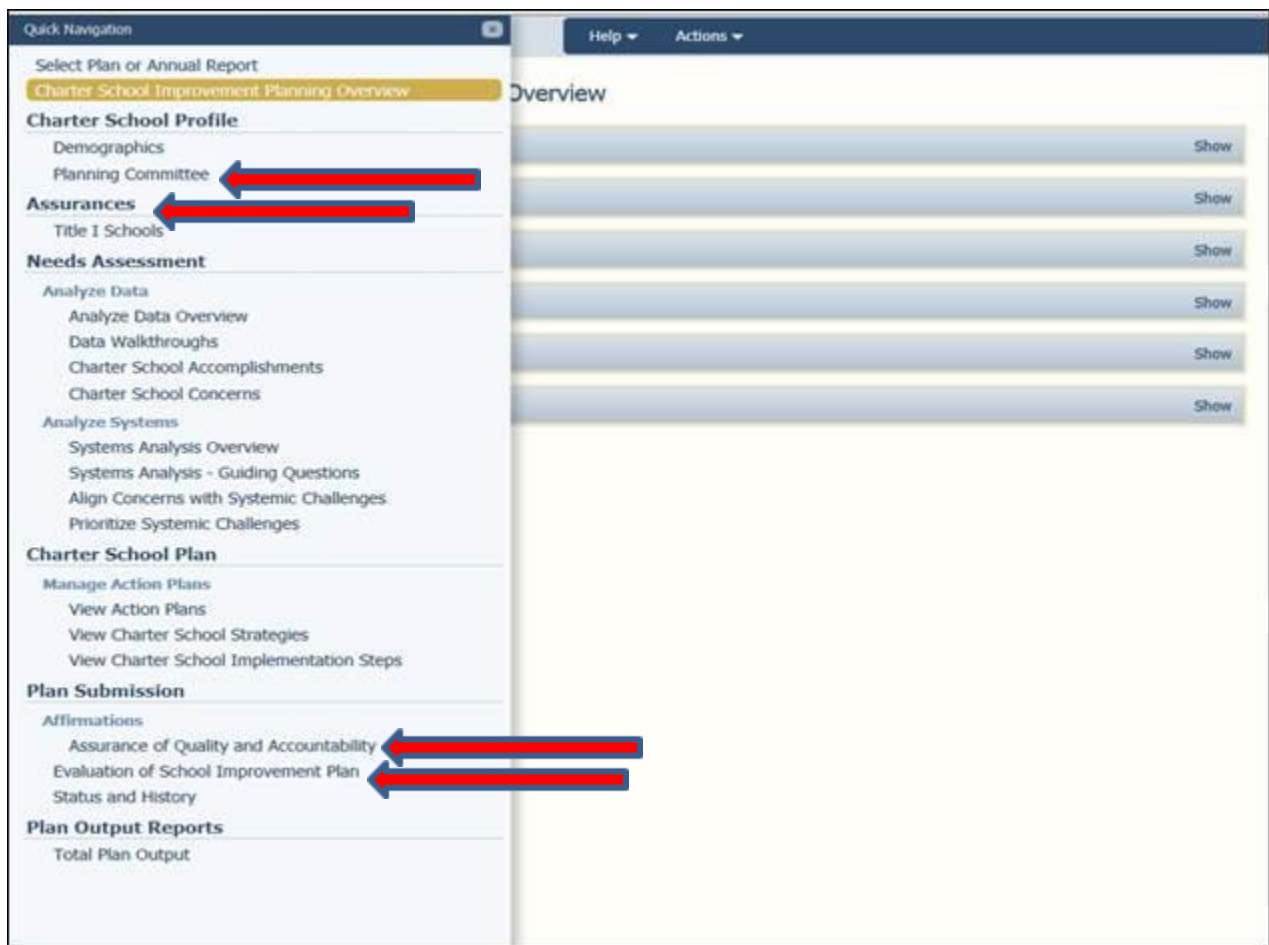 Quick Navigation
Help Actions
Select Plan or Annual Report
Charter School Improvement Planning Overview
Overview
Charter School Profile
Demographics
Show
Planning Committee
Assurances
Show
Title I Schools
Show
Needs Assessment
Analyze Data
Show
Analyze Data Overview
Data Walkthroughs
Show
Charter School Accomplishments
Charter School Concerns
Show
Analyze Systems
Systems Analysis Overview
Systems Analysis - Guiding Questions
Align Concerns with Systemic Challenges
Prioritize Systemic Challenges
Charter School Plan
Manage Action Plans
View Action Plans
View Charter School Strategies
View Charter School Implementation Steps
Plan Submission
Affirmations
Assurance of Quality and Accountability
Evaluation of School Improvement Plan
Status and History
Plan Output Reports
Total Plan Output